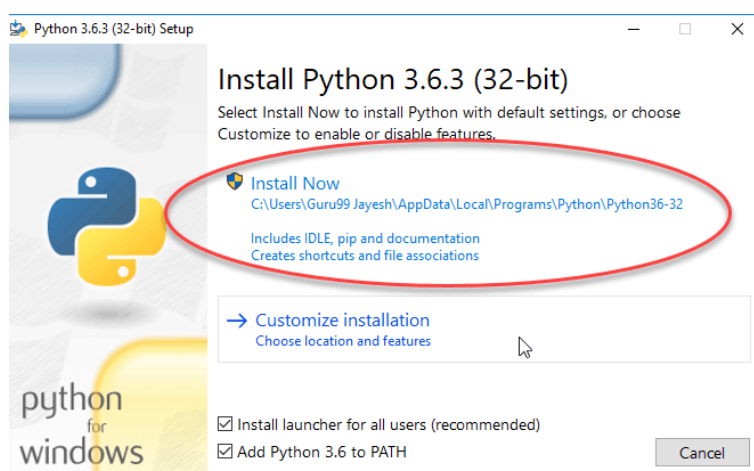 Python 3.6.3 (32-bit) Setup
Install Python 3.6.3 (32-bit)
Select Install Now to install Python with default settings, or choose
Customize to enable or disable features.
Install Now
C:\Users\Guru99 Jayesh\AppData\Local\Programs\Python\Python36-32
Includes IDLE, pip and documentation
Creates shortcuts and file associations
Customize installation
Choose location and features
python
for
windows
Install launcher for all users (recommended)
Add Python 3.6 to PATH
Cancel